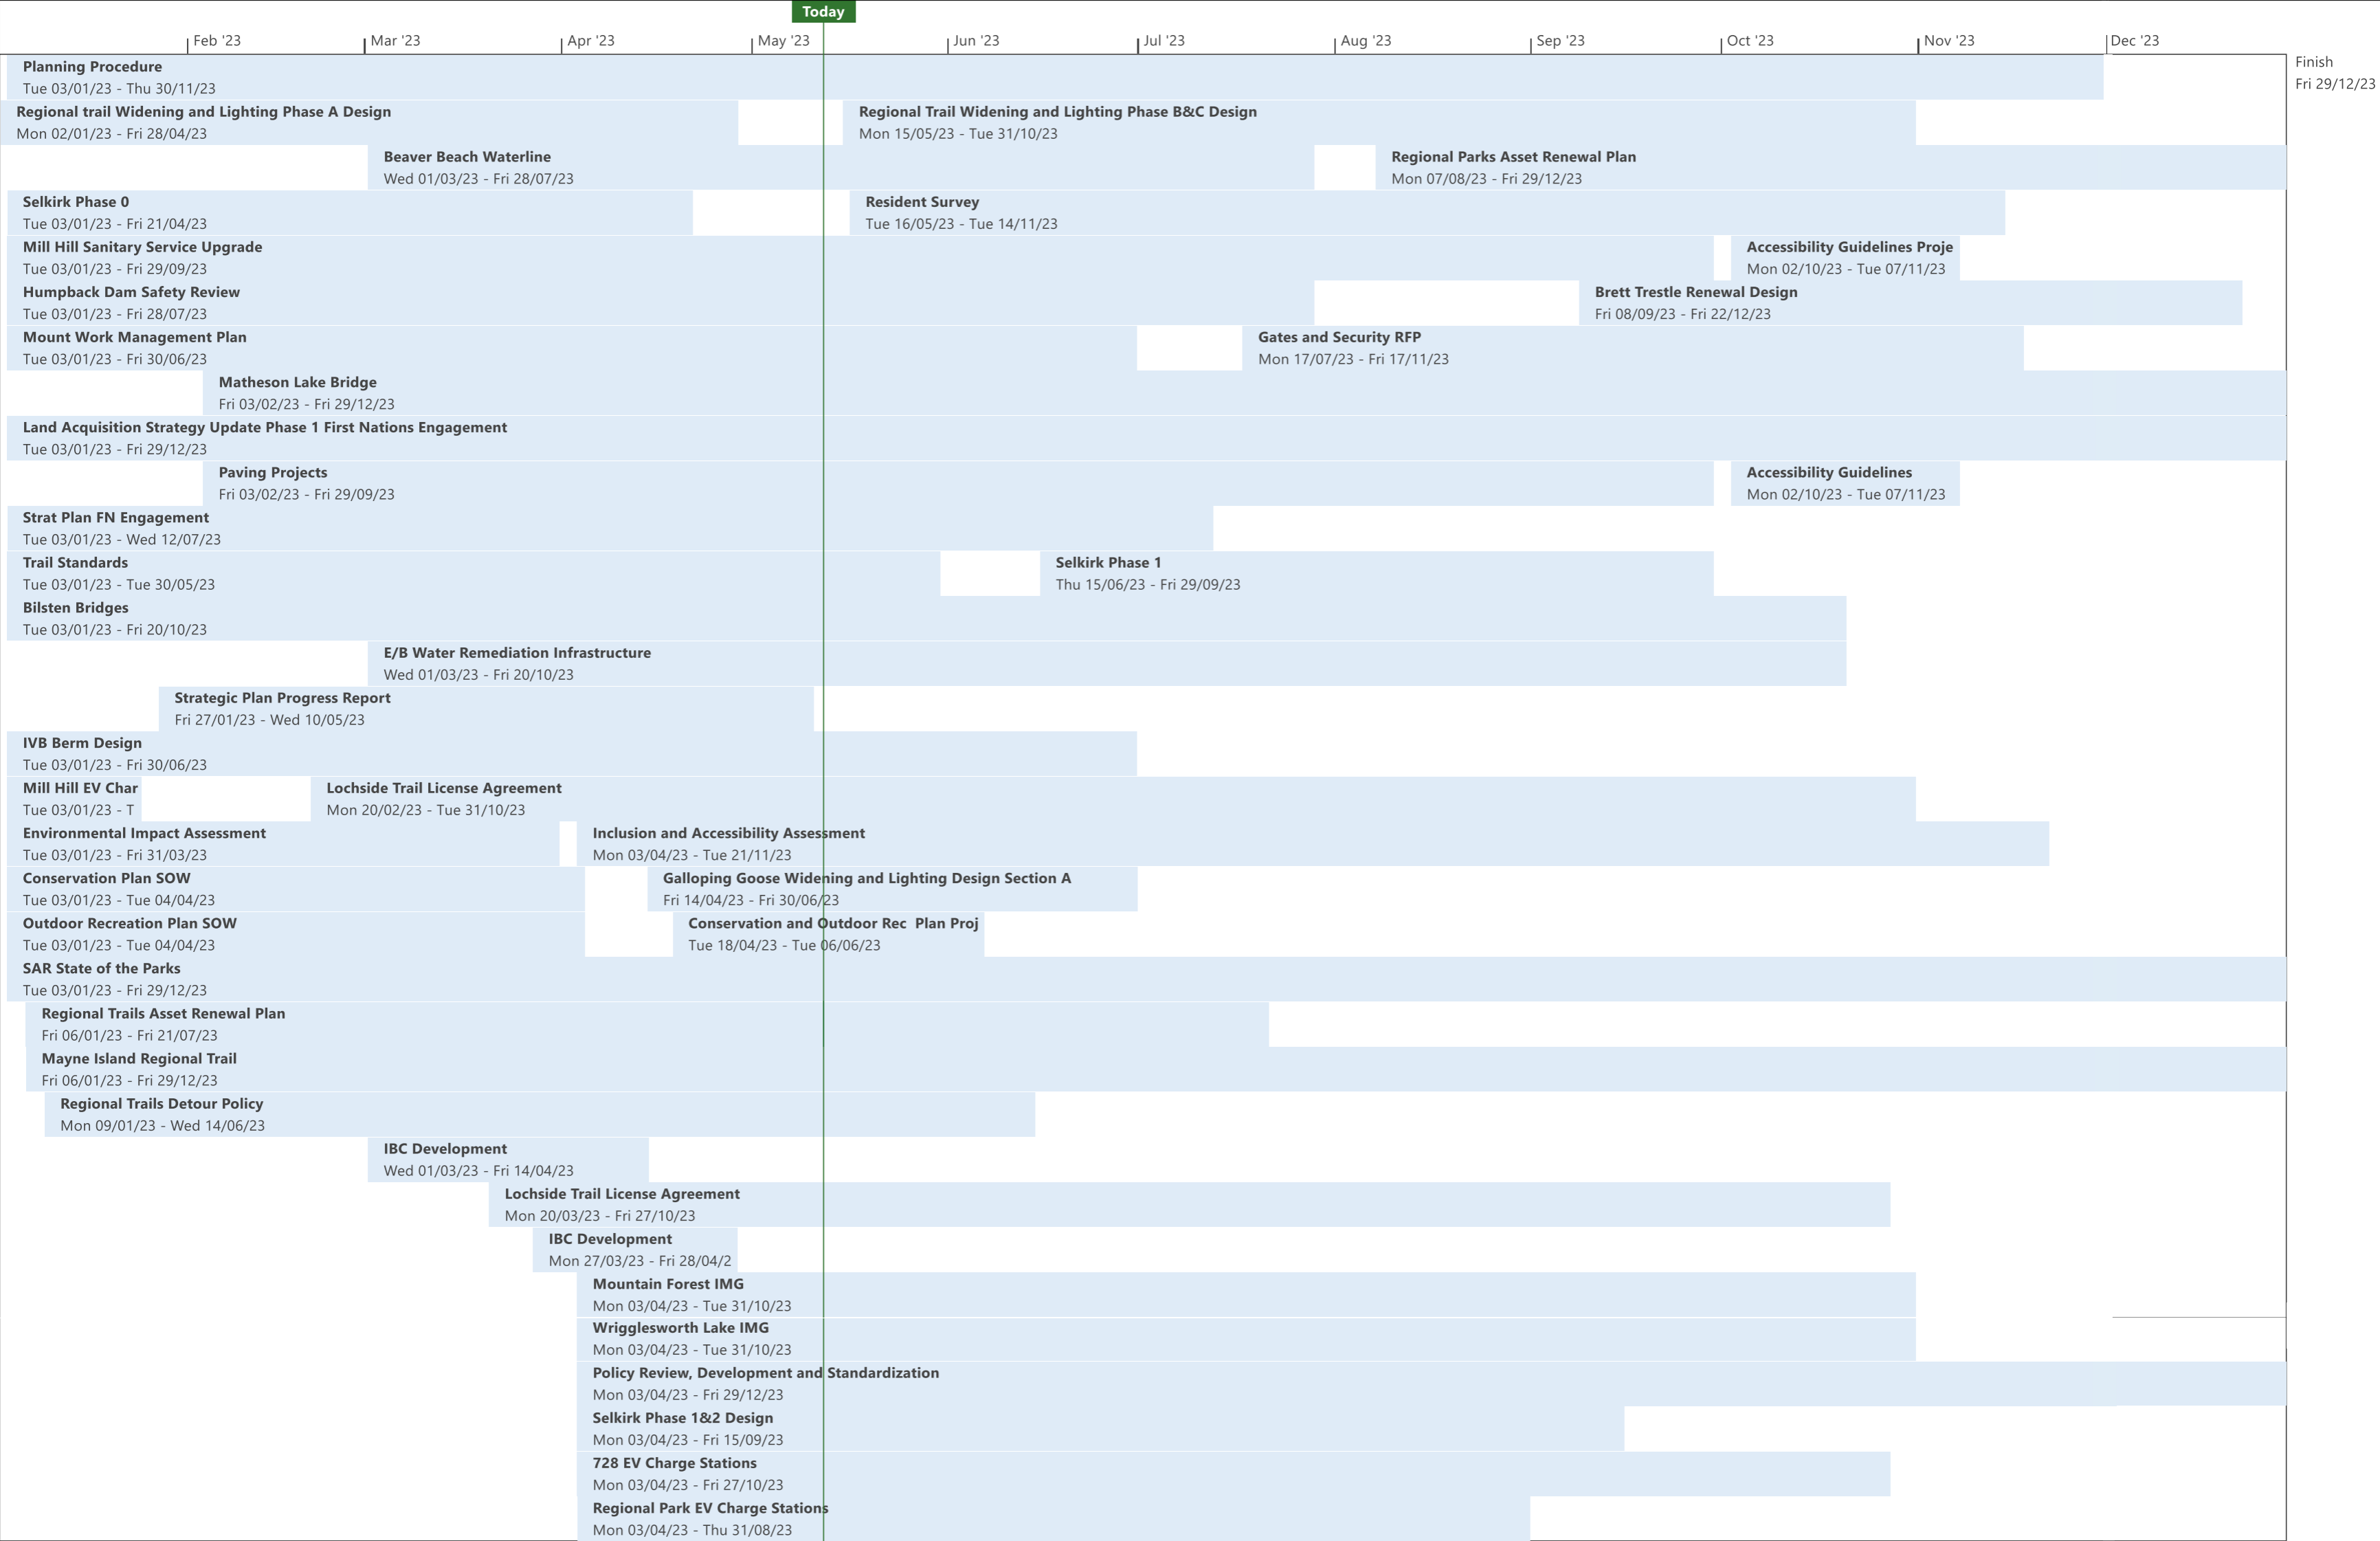 Today
Feb '23 Mar '23 Apr '23 May '23 Jun '23 Jul '23 Aug '23 Sep '23 Oct '23 Nov '23 Dec '23
Finish
Fri 29/12/23
Planning Procedure
Tue 03/01/23 - Thu 30/11/23
Regional trail Widening and Lighting Phase A Design
Mon 02/01/23 - Fri 28/04/23
Regional Trail Widening and Lighting Phase B&C Design
Mon 15/05/23 - Tue 31/10/23
Beaver Beach Waterline
Wed 01/03/23 - Fri 28/07/23
Regional Parks Asset Renewal Plan
Mon 07/08/23 - Fri 29/12/23
Selkirk Phase 0
Tue 03/01/23 - Fri 21/04/23
Resident Survey
Tue 16/05/23 - Tue 14/11/23
Mill Hill Sanitary Service Upgrade
Tue 03/01/23 - Fri 29/09/23
Accessibility Guidelines Proje
Mon 02/10/23 - Tue 07/11/23
Humpback Dam Safety Review
Tue 03/01/23 - Fri 28/07/23
Brett Trestle Renewal Design
Fri 08/09/23 - Fri 22/12/23
Mount Work Management Plan
Tue 03/01/23 - Fri 30/06/23
Gates and Security RFP
Mon 17/07/23 - Fri 17/11/23
Matheson Lake Bridge
Fri 03/02/23 - Fri 29/12/23
Land Acquisition Strategy Update Phase 1 First Nations Engagement
Tue 03/01/23 - Fri 29/12/23
Paving Projects
Fri 03/02/23 - Fri 29/09/23
Accessibility Guidelines
Mon 02/10/23 - Tue 07/11/23
Strat Plan FN Engagement
Tue 03/01/23 - Wed 12/07/23
Trail Standards
Tue 03/01/23 - Tue 30/05/23
Selkirk Phase 1
Thu 15/06/23 - Fri 29/09/23
Bilsten Bridges
Tue 03/01/23 - Fri 20/10/23
E/B Water Remediation Infrastructure
Wed 01/03/23 - Fri 20/10/23
Strategic Plan Progress Report
Fri 27/01/23 - Wed 10/05/23
IVB Berm Design
Tue 03/01/23 - Fri 30/06/23
Mill Hill EV Char
Tue 03/01/23 - T
Lochside Trail License Agreement
Mon 20/02/23 - Tue 31/10/23
Environmental Impact Assessment
Tue 03/01/23 - Fri 31/03/23
Inclusion and Accessibility Assessment
Mon 03/04/23 - Tue 21/11/23
Conservation Plan SOW
Tue 03/01/23 - Tue 04/04/23
Galloping Goose Widening and Lighting Design Section A
Fri 14/04/23 - Fri 30/06/23
Outdoor Recreation Plan SOW
Tue 03/01/23 - Tue 04/04/23
Conservation and Outdoor Rec Plan Proj
Tue 18/04/23 - Tue 06/06/23
SAR State of the Parks
Tue 03/01/23 - Fri 29/12/23
Regional Trails Asset Renewal Plan
Fri 06/01/23 - Fri 21/07/23
Mayne Island Regional Trail
Fri 06/01/23 - Fri 29/12/23
Regional Trails Detour Policy
Mon 09/01/23 - Wed 14/06/23
IBC Development
Wed 01/03/23 - Fri 14/04/23
Lochside Trail License Agreement
Mon 20/03/23 - Fri 27/10/23
IBC Development
Mon 27/03/23 - Fri 28/04/2
Mountain Forest IMG
Mon 03/04/23 - Tue 31/10/23
Wrigglesworth Lake IMG
Mon 03/04/23 - Tue 31/10/23
Policy Review, Development and Standardization
Mon 03/04/23 - Fri 29/12/23
Selkirk Phase 1&2 Design
Mon 03/04/23 - Fri 15/09/23
728 EV Charge Stations
Mon 03/04/23 - Fri 27/10/23
Regional Park EV Charge Stations
Mon 03/04/23 - Thu 31/08/23